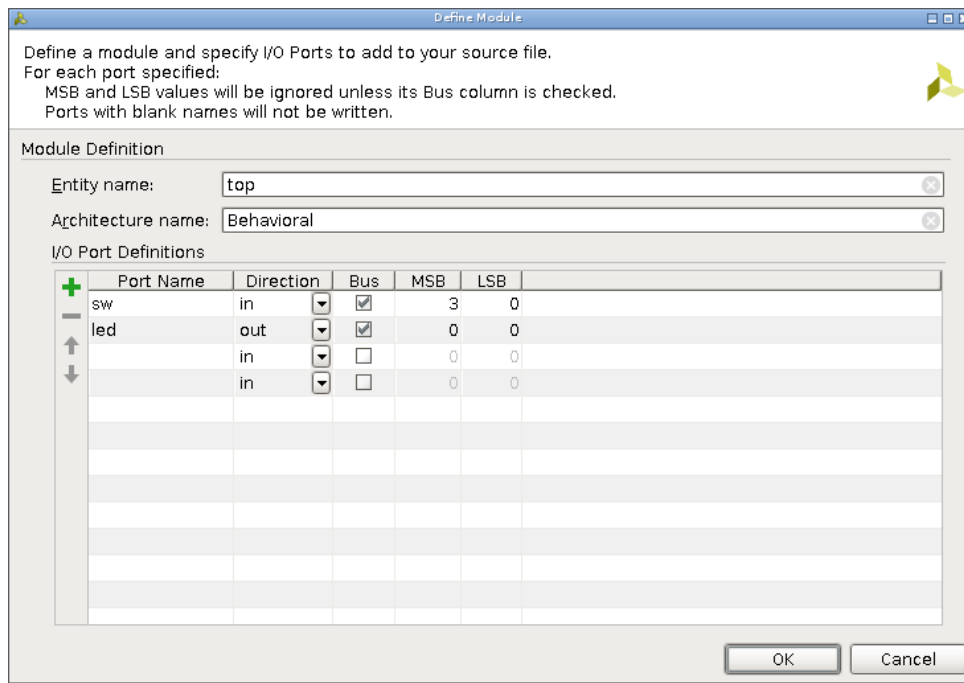 Define Module
Define a module and specify I/O Ports to add to your source file.
For each port specified:
MSB and LSB values will be ignored unless its Bus column is checked.
Ports with blank names will not be written.
Module Definition
Entity name: top
Architecture name: Behavioral
I/O Port Definitions
Port Name Direction Bus MSB LSB
sw in 3 0
led out 0 0
in 0 0
in 0 0
OK Cancel